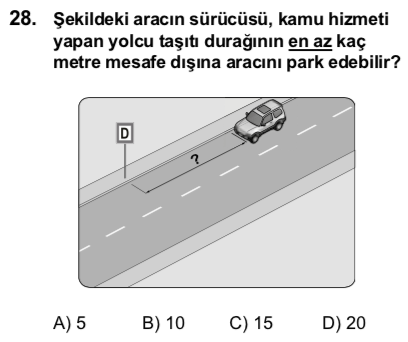 28. Şekildeki aracın sürücüsü, kamu hizmeti
yapan yolcu taşıtı durağının en az kaç
metre mesafe dışına aracını park edebilir?
D
?
A) 5 B) 10 C) 15 D) 20